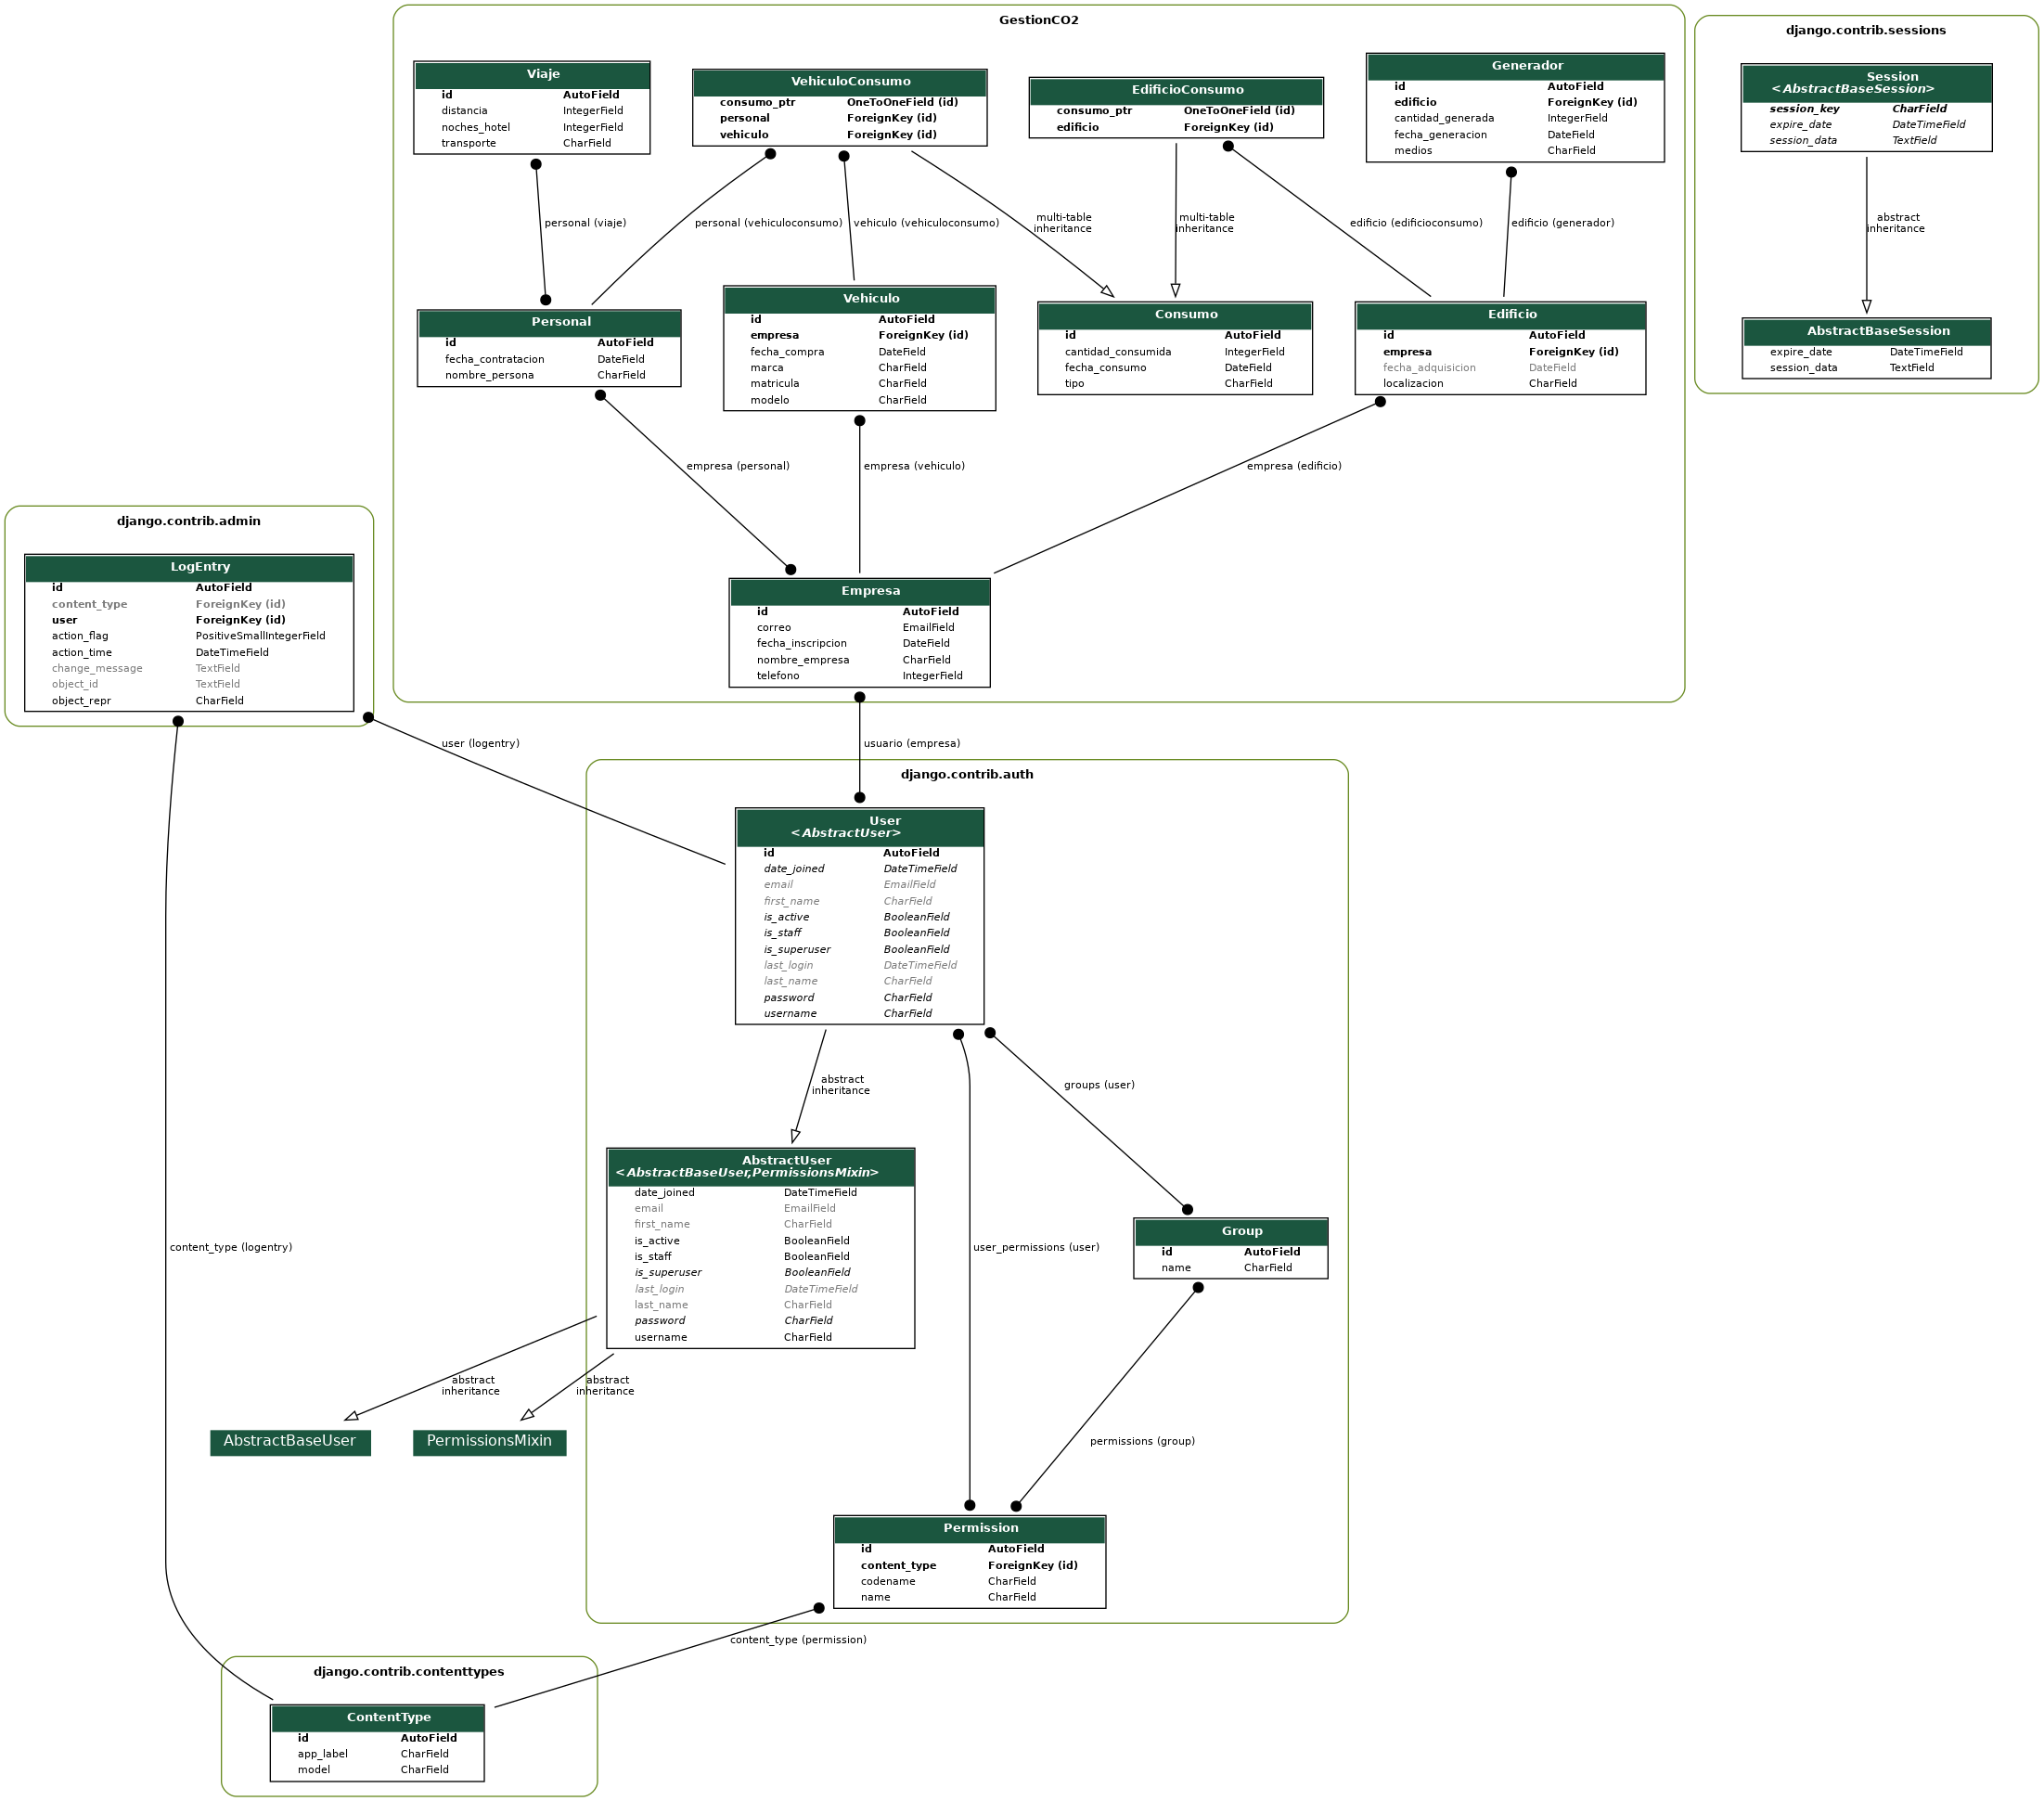 GestionCO2
Viaje
id AutoField
distancia IntegerField
noches_hotel IntegerField
transporte CharField
VehiculoConsumo
consumo_ptr OneToOneField (id)
personal ForeignKey (id)
vehiculo ForeignKey (id)
EdificioConsumo
consumo_ptr OneToOneField (id)
edificio ForeignKey (id)
Generador
id AutoField
edificio ForeignKey (id)
cantidad_generada IntegerField
fecha_generacion DateField
medios CharField
django.contrib.sessions
Session
<AbstractBaseSession>
session_key CharField
expire_date DateTimeField
session_data TextField
personal (viaje)
personal (vehiculoconsumo)
vehiculo (vehiculoconsumo)
multi-table
inheritance
multi-table
inheritance
edificio (edificioconsumo)
edificio (generador)
abstract
inheritance
Personal
id AutoField
fecha_contratacion DateField
nombre_persona CharField
Vehiculo
id AutoField
empresa ForeignKey (id)
fecha_compra DateField
marca CharField
matricula CharField
modelo CharField
Consumo
id AutoField
cantidad_consumida IntegerField
fecha_consumo DateField
tipo CharField
Edificio
id AutoField
empresa ForeignKey (id)
fecha_adquisicion DateField
localizacion CharField
AbstractBaseSession
expire_date DateTimeField
session_data TextField
empresa (personal)
empresa (vehiculo)
empresa (edificio)
django.contrib.admin
LogEntry
id AutoField
content_type ForeignKey (id)
user ForeignKey (id)
action_flag PositiveSmallIntegerField
action_time DateTimeField
change_message TextField
object_id TextField
object_repr CharField
Empresa
id AutoField
correo EmailField
fecha_inscripcion DateField
nombre_empresa CharField
telefono IntegerField
user (logentry)
usuario (empresa)
django.contrib.auth
User
<AbstractUser>
id AutoField
date_joined DateTimeField
email EmailField
first_name CharField
is_active BooleanField
is_staff BooleanField
is_superuser BooleanField
last_login DateTimeField
last_name CharField
password CharField
username CharField
abstract
inheritance
groups (user)
AbstractUser
<AbstractBaseUser,PermissionsMixin>
date_joined DateTimeField
email EmailField
first_name CharField
is_active BooleanField
is_staff BooleanField
is_superuser BooleanField
last_login DateTimeField
last_name CharField
password CharField
username CharField
content_type (logentry)
user_permissions (user)
Group
id AutoField
name CharField
abstract
inheritance
abstract
inheritance
AbstractBaseUser
PermissionsMixin
permissions (group)
Permission
id AutoField
content_type ForeignKey (id)
codename CharField
name CharField
content_type (permission)
django.contrib.contenttypes
ContentType
id AutoField
app_label CharField
model CharField